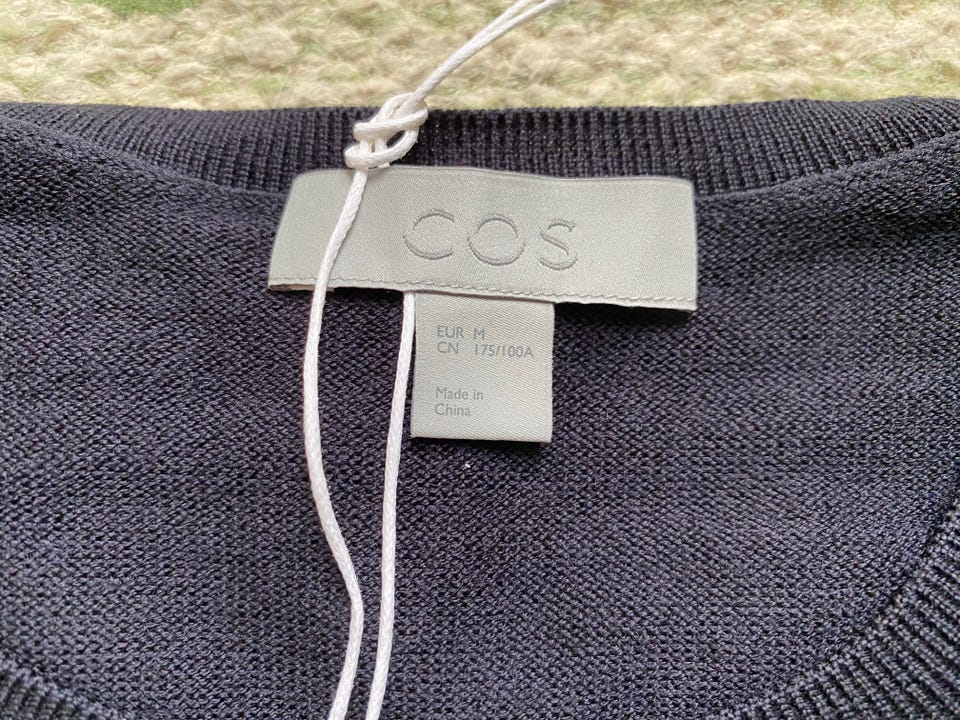 COS
EUR M
CN 175/100A
Made in
China